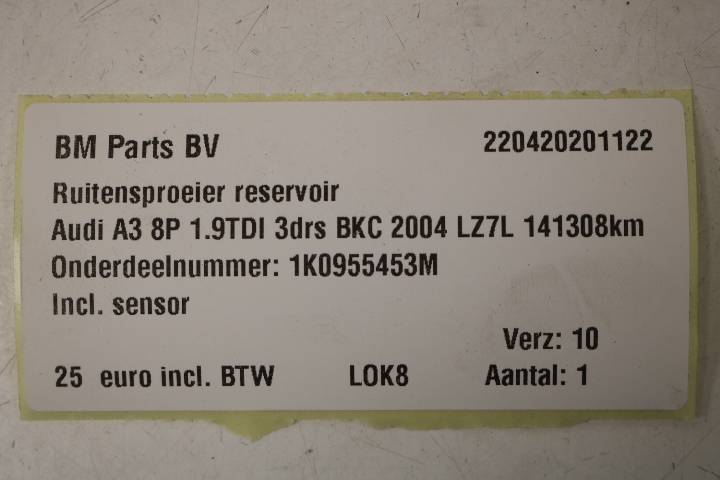 BM Parts BV 220420201122
Ruitensproeier reservoir
Audi A3 8P 1.9TDI 3drs BKC 2004 LZ7L 141308km
Onderdeelnummer: 1K0955453M
Incl. sensor
Verz: 10
25 euro incl. BTW LOK8 Aantal: 1